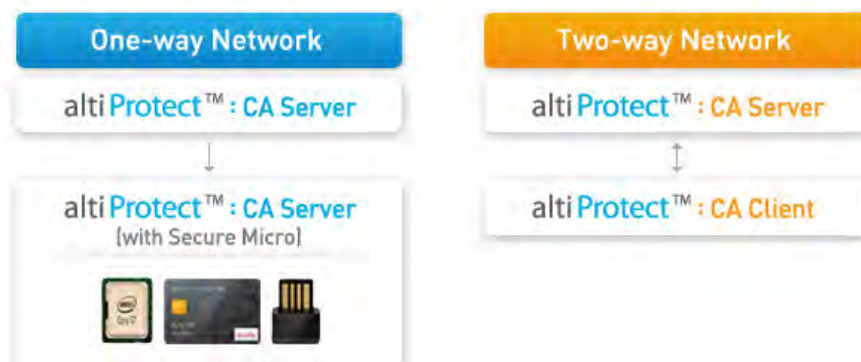 One-way Network
altiProtect™ : CA Server
altiProtect™ : CA Server
(with Secure Micro)
Two-way Network
altiProtect™ : CA Server
altiProtect™ : CA Client